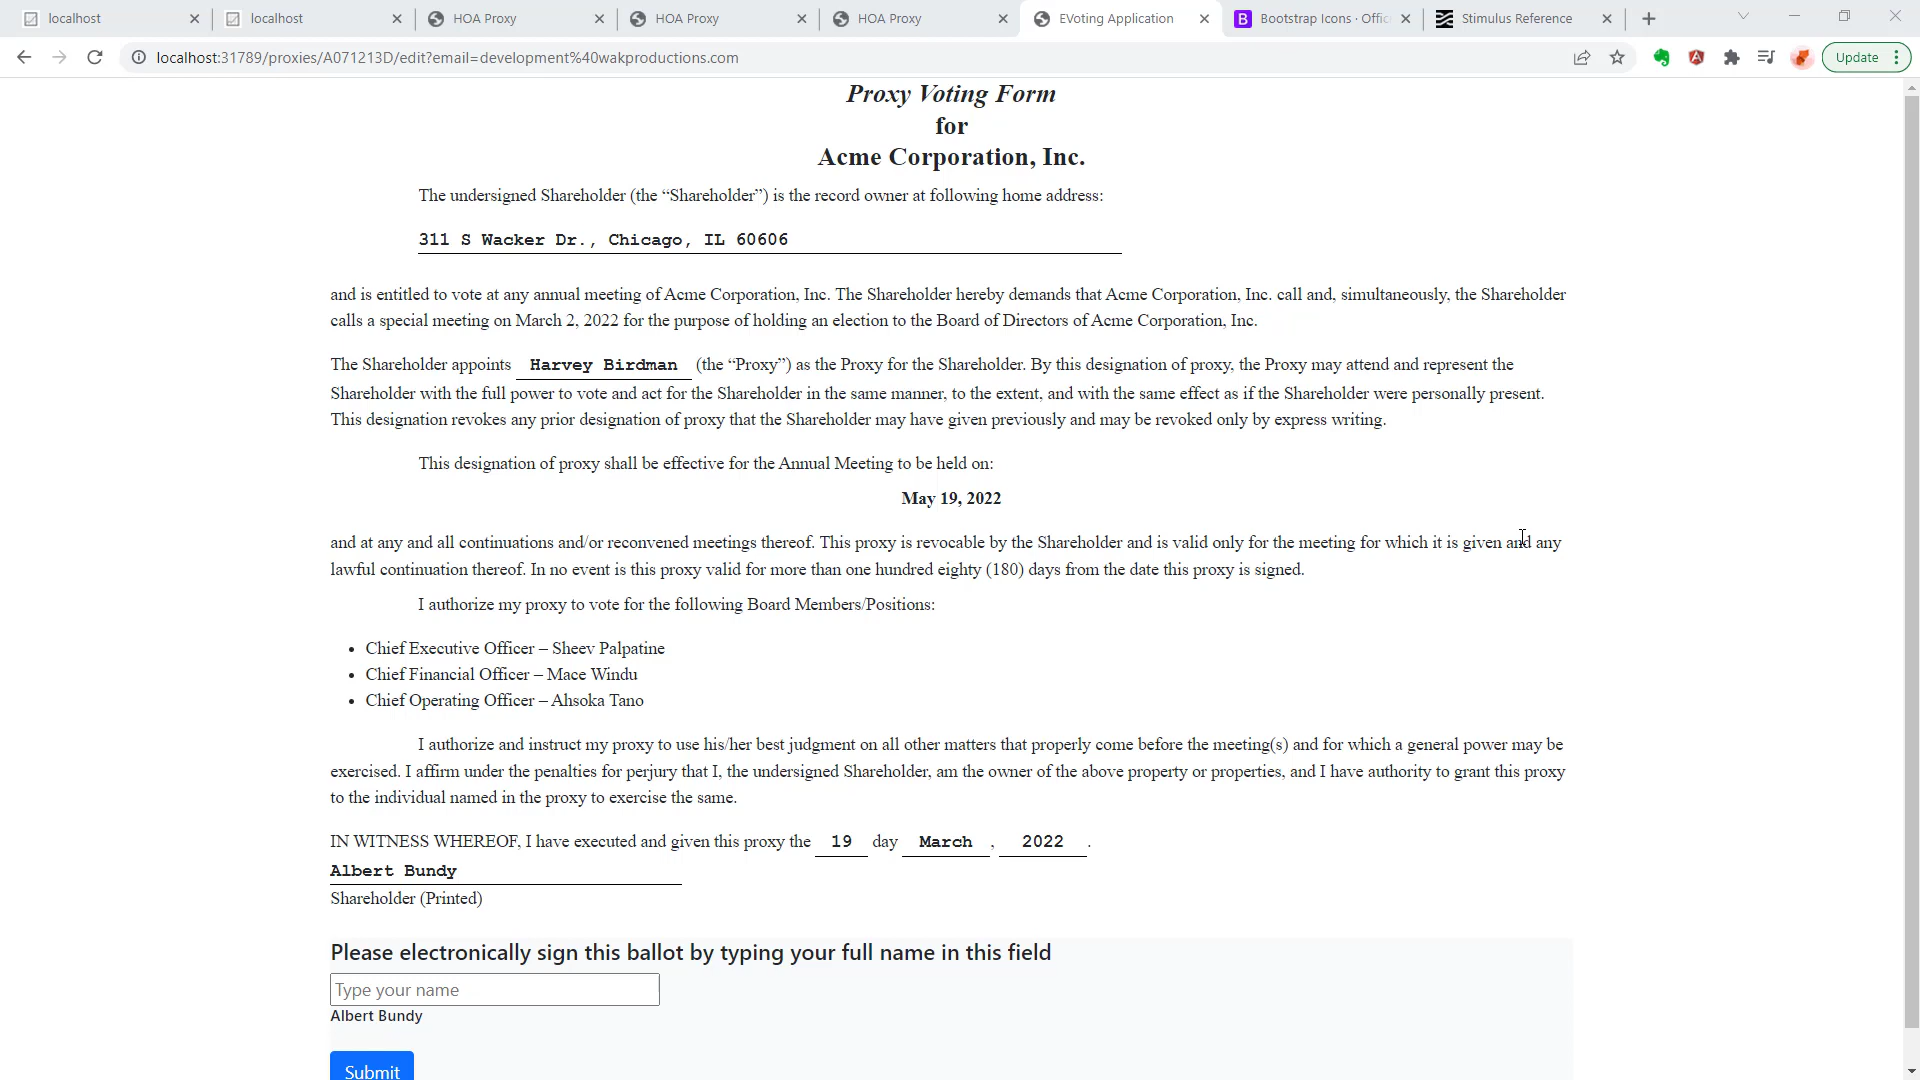 localhost
localhost
HOA Proxy
HOA Proxy
HOA Proxy
EVoting Application
Bootstrap Icons · Offic
Stimulus Reference
localhost:31789/proxies/A071213D/edit?email=development%40wakproductions.com
Update
Proxy Voting Form
for
Acme Corporation, Inc.
The undersigned Shareholder (the “Shareholder”) is the record owner at following home address:
311 S Wacker Dr., Chicago, IL 60606
and is entitled to vote at any annual meeting of Acme Corporation, Inc. The Shareholder hereby demands that Acme Corporation, Inc. call and, simultaneously, the Shareholder
calls a special meeting on March 2, 2022 for the purpose of holding an election to the Board of Directors of Acme Corporation, Inc.
The Shareholder appoints Harvey Birdman (the “Proxy”) as the Proxy for the Shareholder. By this designation of proxy, the Proxy may attend and represent the
Shareholder with the full power to vote and act for the Shareholder in the same manner, to the extent, and with the same effect as if the Shareholder were personally present.
This designation revokes any prior designation of proxy that the Shareholder may have given previously and may be revoked only by express writing.
This designation of proxy shall be effective for the Annual Meeting to be held on:
May 19, 2022
and at any and all continuations and/or reconvened meetings thereof. This proxy is revocable by the Shareholder and is valid only for the meeting for which it is given and any
lawful continuation thereof. In no event is this proxy valid for more than one hundred eighty (180) days from the date this proxy is signed.
I authorize my proxy to vote for the following Board Members/Positions:
• Chief Executive Officer – Sheev Palpatine
• Chief Financial Officer – Mace Windu
• Chief Operating Officer – Ahsoka Tano
I authorize and instruct my proxy to use his/her best judgment on all other matters that properly come before the meeting(s) and for which a general power may be
exercised. I affirm under the penalties for perjury that I, the undersigned Shareholder, am the owner of the above property or properties, and I have authority to grant this proxy
to the individual named in the proxy to exercise the same.
IN WITNESS WHEREOF, I have executed and given this proxy the 19 day March , 2022 .
Albert Bundy
Shareholder (Printed)
Please electronically sign this ballot by typing your full name in this field
Type your name
Albert Bundy
Submit